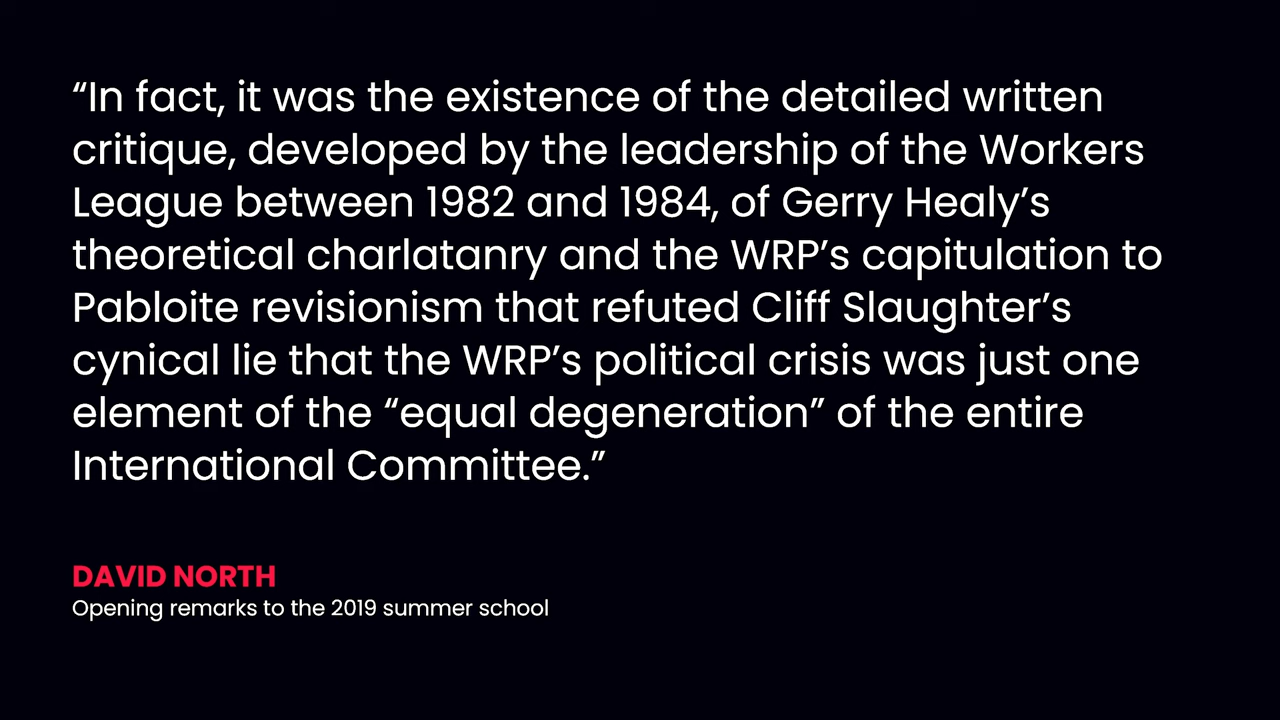 “In fact, it was the existence of the detailed written
critique, developed by the leadership of the Workers
League between 1982 and 1984, of Gerry Healy’s
theoretical charlatanry and the WRP’s capitulation to
Pabloite revisionism that refuted Cliff Slaughter’s
cynical lie that the WRP’s political crisis was just one
element of the “equal degeneration” of the entire
International Committee.”
DAVID NORTH
Opening remarks to the 2019 summer school